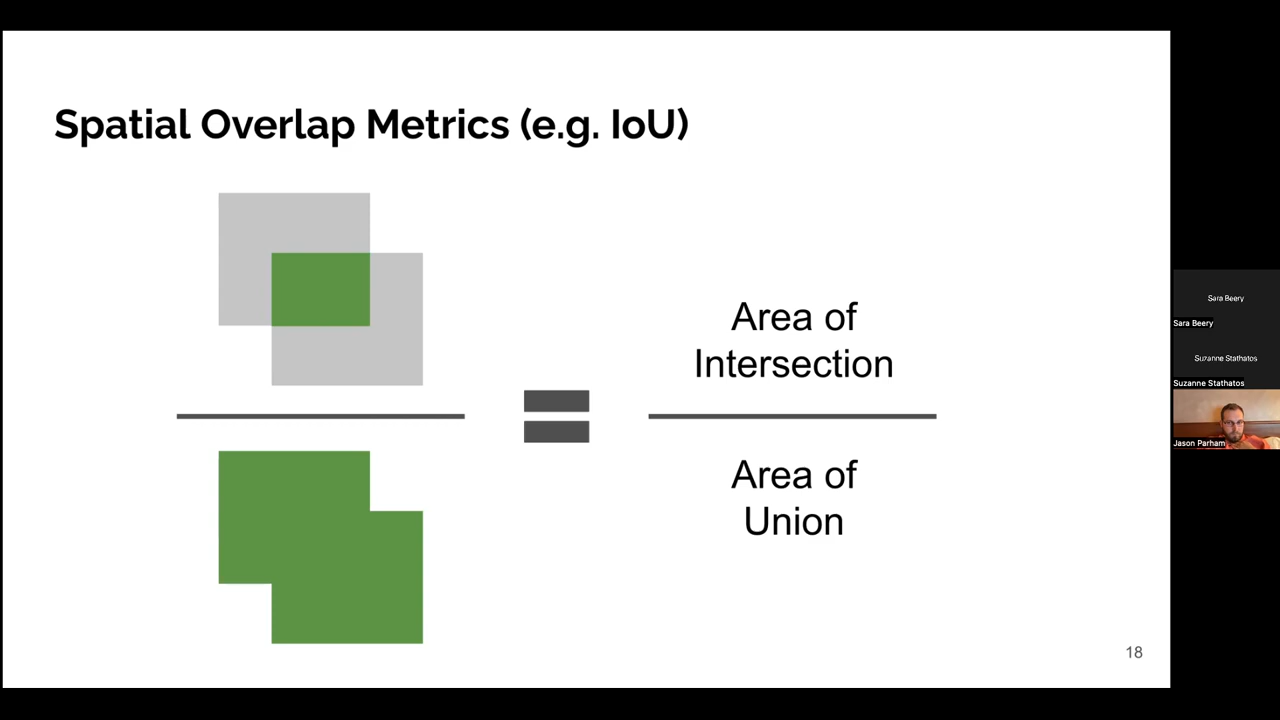 Spatial Overlap Metrics (e.g. IoU)
Area of
Intersection
Area of
Union
18
Sara Beery
Sara Beery
Suzanne Stathatos
Suzanne Stathatos
Jason Parham